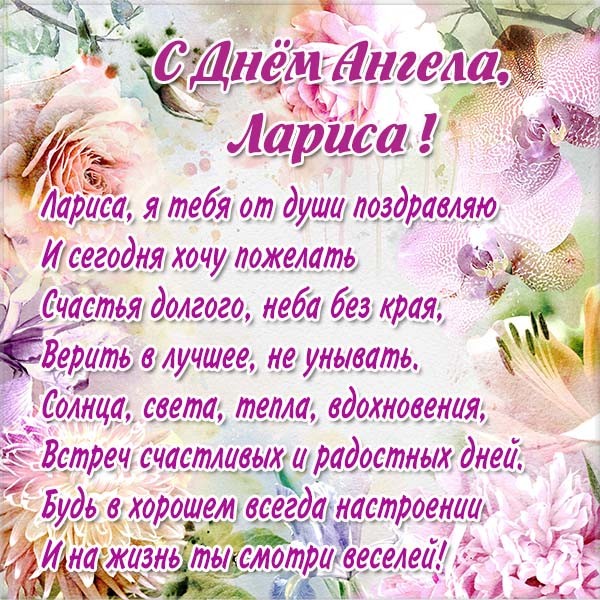 С Днём Ангела,
Лариса !
Лариса, я тебя от души поздравляю
И сегодня хочу пожелать
Счастья долгого, неба без края,
Верить в лучшее, не унывать.
Солнца, света, тепла, вдохновения,
Встреч счастливых и радостных дней.
Будь в хорошем всегда настроении
И на жизнь ты смотри веселей!